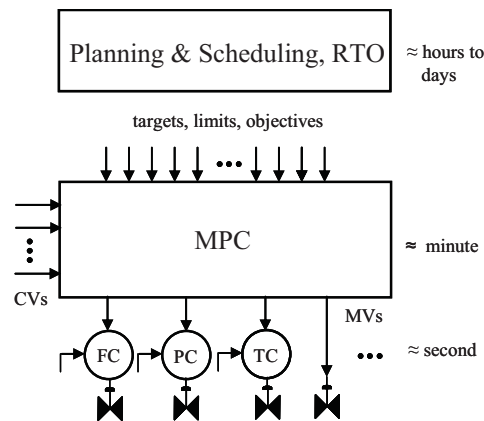 Planning & Scheduling, RTO
≈ hours to
days
targets, limits, objectives
MPC
≈ minute
CVs
MVs
FC
PC
TC
≈ second